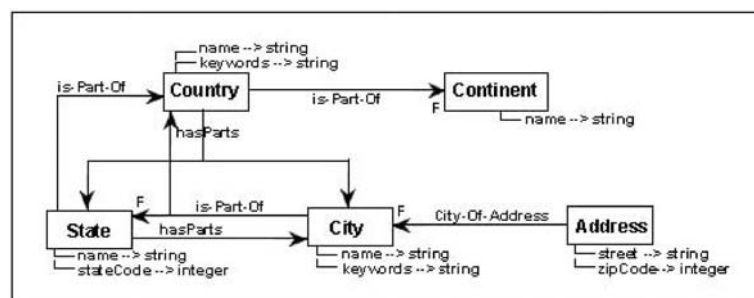 name --> string
keywords --> string
is-Part-Of
Country
is-Part-Of
F
Continent
name --> string
hasParts
F
is-Part-Of
State
hasParts
name --> string
stateCode --> integer
City
name --> string
keywords --> string
F
City-Of-Address
Address
street --> string
zipCode--> integer